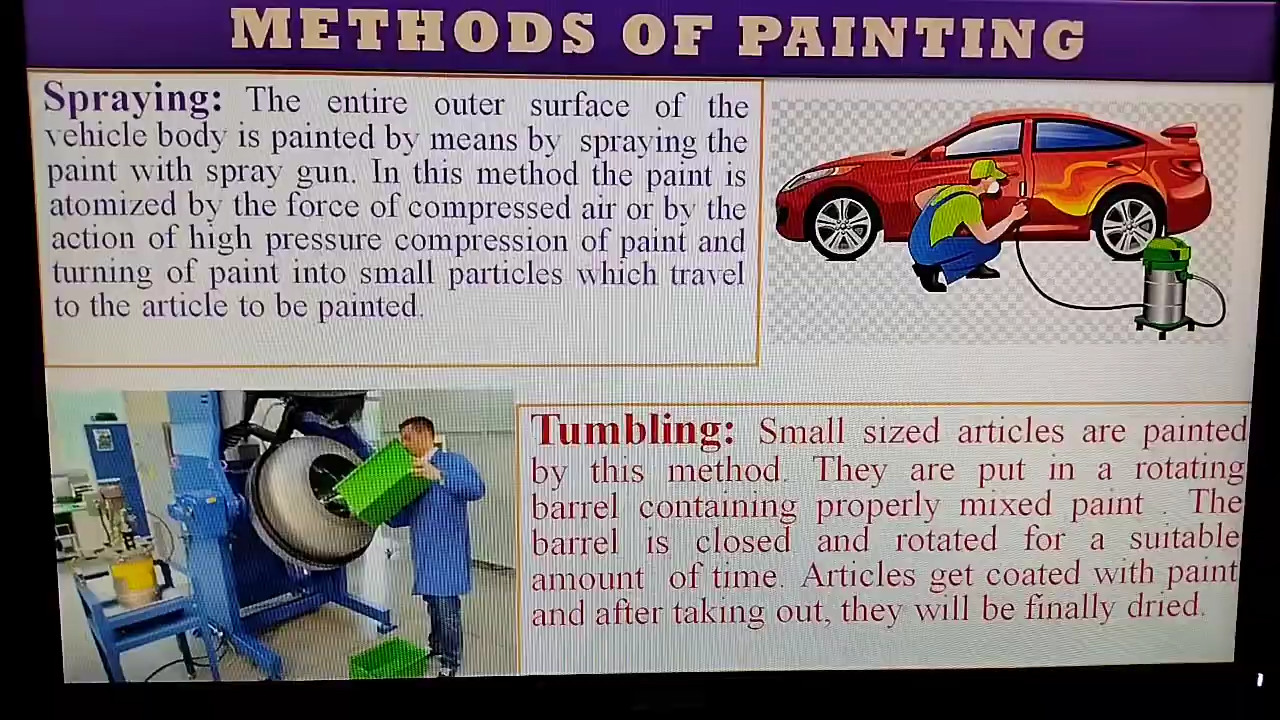 METHODS OF PAINTING
Spraying: The entire outer surface of the
vehicle body is painted by means by spraying the
paint with spray gun. In this method the paint is
atomized by the force of compressed air or by the
action of high pressure compression of paint and
turning of paint into small particles which travel
to the article to be painted.
Tumbling: Small sized articles are painted
by this method. They are put in a rotating
barrel containing properly mixed paint . The
barrel is closed and rotated for a suitable
amount of time. Articles get coated with paint
and after taking out, they will be finally dried.